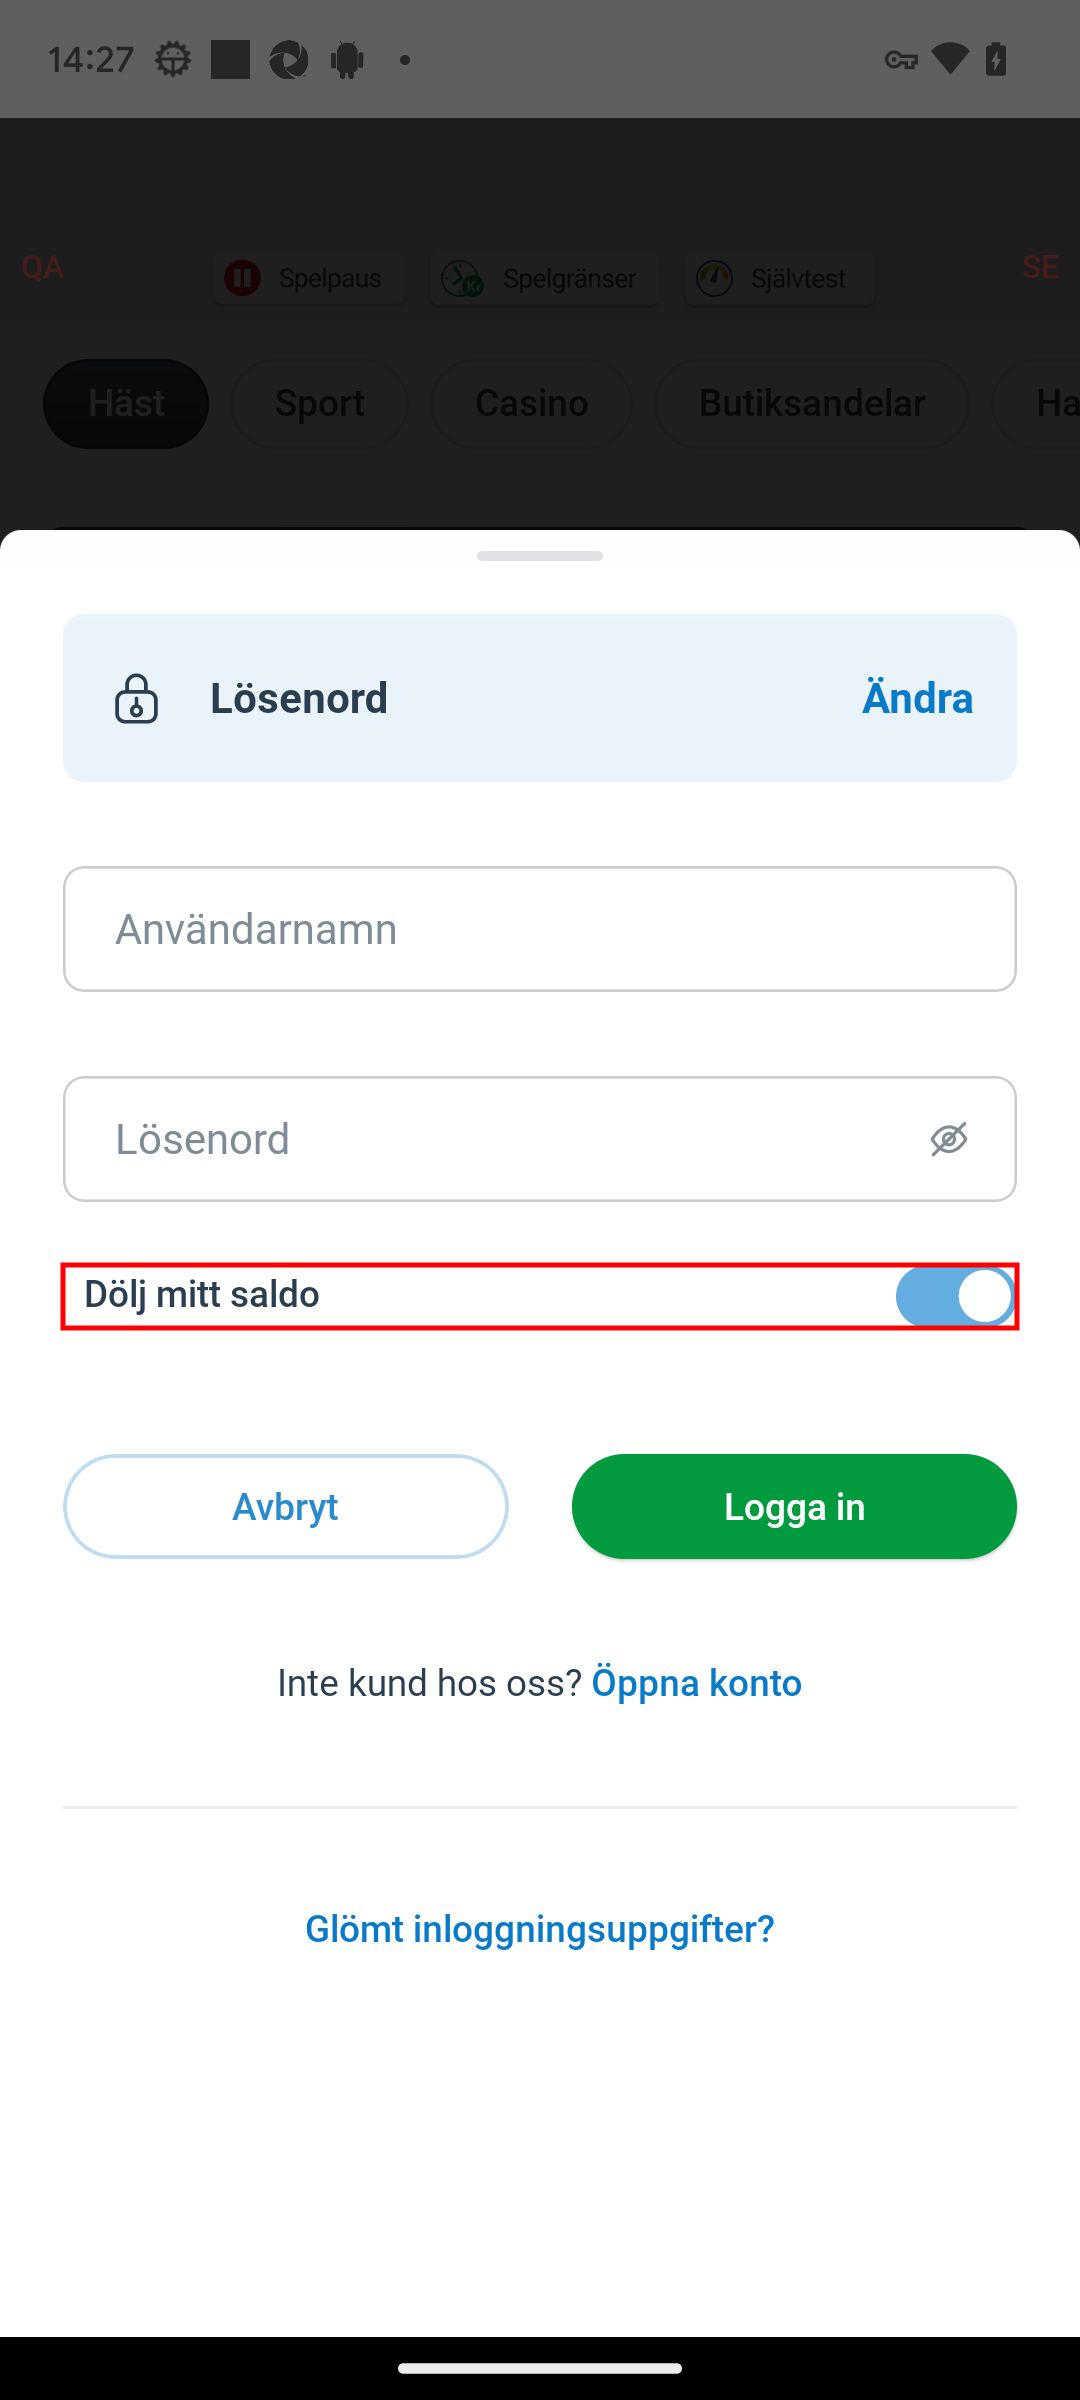 14:27
QA
Spelpaus
Spelgränser
Självtest
SE
Häst
Sport
Casino
Butiksandelar
Ha
Lösenord
Ändra
Användarnamn
Lösenord
Dölj mitt saldo
Avbryt
Logga in
Inte kund hos oss? Öppna konto
Glömt inloggningsuppgifter?